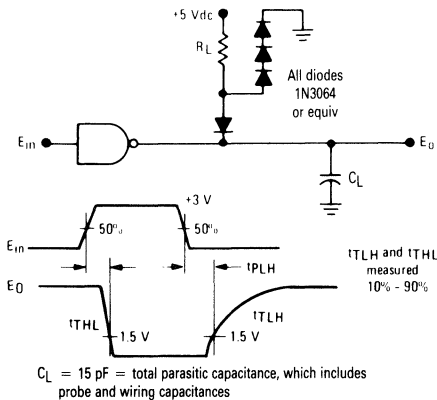 +5 Vdc
RL
All diodes
1N3064
or equiv
Ein
EO
CL
+3 V
50%
50%
Ein
tPLH
tTLH and tTHL
measured
10% - 90%
EO
tTHL
1.5 V
tTLH
1.5 V
CL = 15 pF = total parasitic capacitance, which includes
probe and wiring capacitances